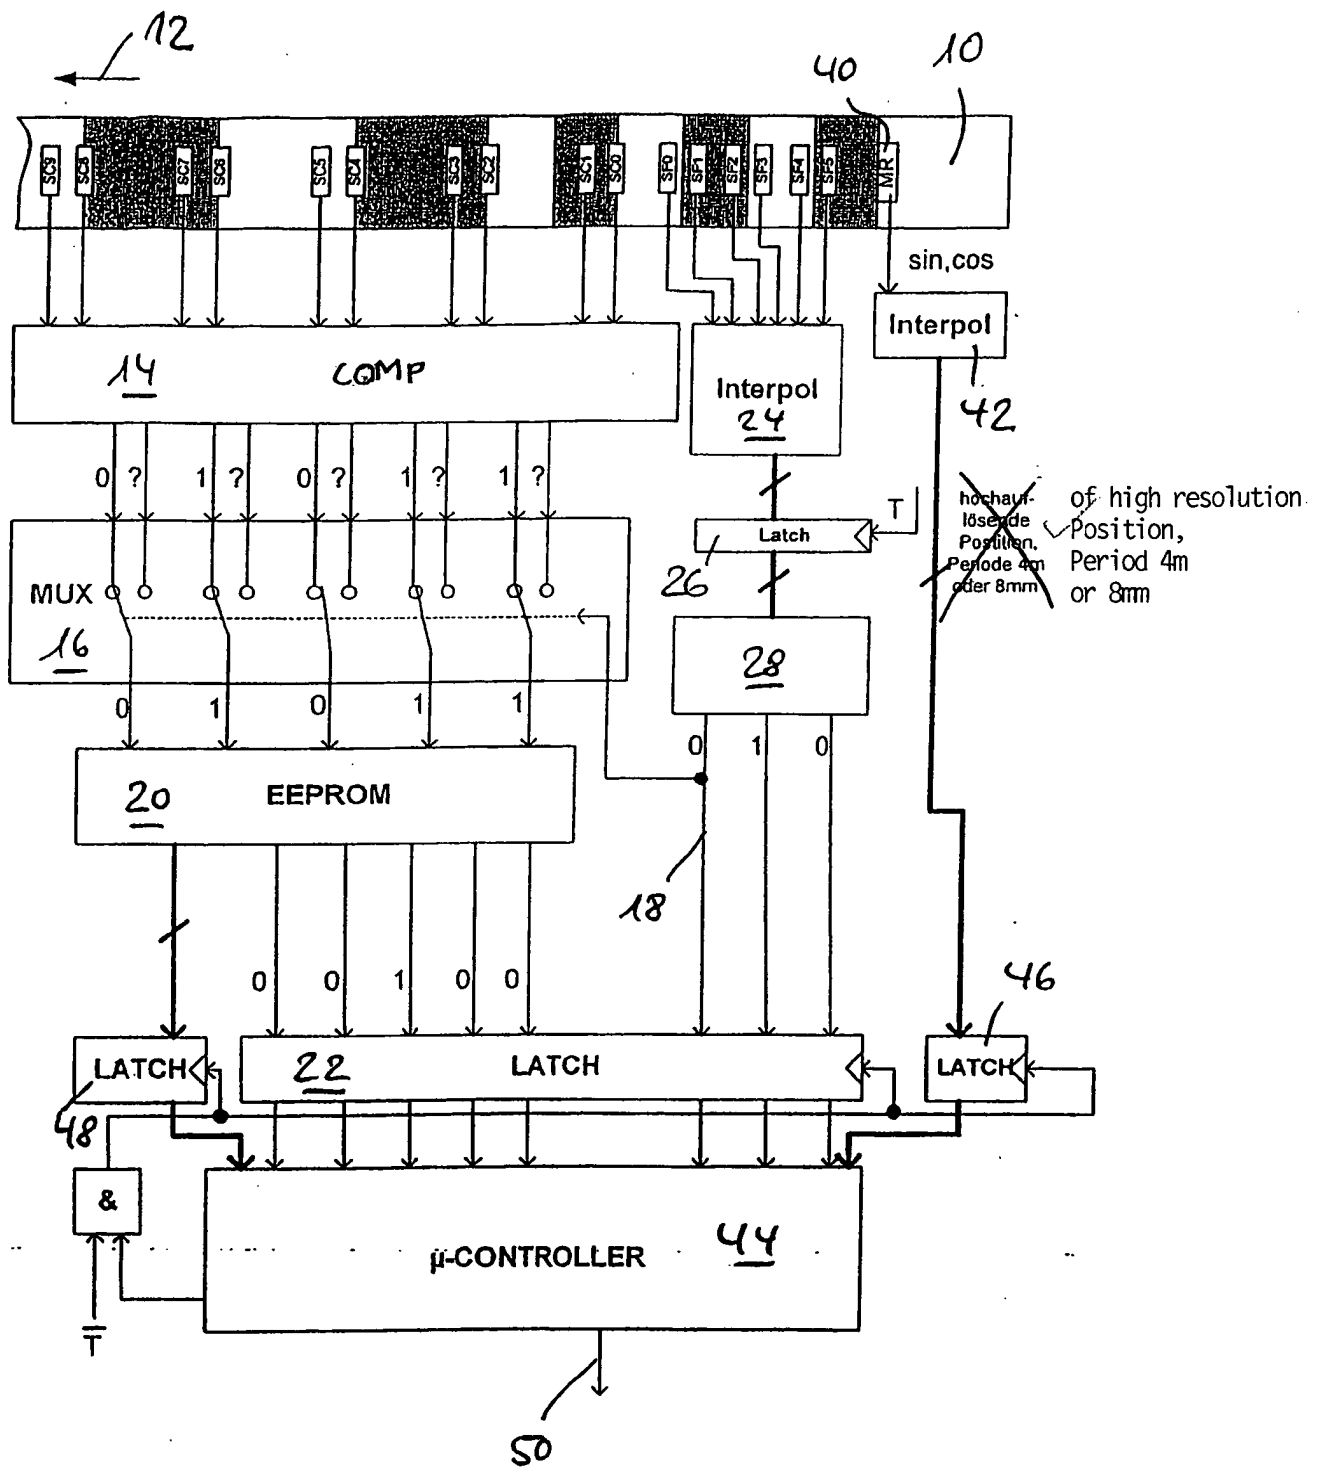 12
40
10
SC9 SC8 SC7 SC6 SC5 SC4 SC3 SC2 SC1 SC0 SF0 SF1 SF2 SF3 SF4 SF5 MR
sin,cos
Interpol
42
14 COMP
Interpol
24
0 ? 1 ? 0 ? 1 ? 1 ?
T
Latch
26
hochauf-
lösende
Position,
Periode 4m
oder 8mm
of high resolution
Position,
Period 4m
or 8mm
MUX
16
28
0 1 0 1 1
0 1 0
20 EEPROM
18
0 0 1 0 0
46
LATCH
22 LATCH
LATCH
48
&
µ-CONTROLLER 44
T̅
50